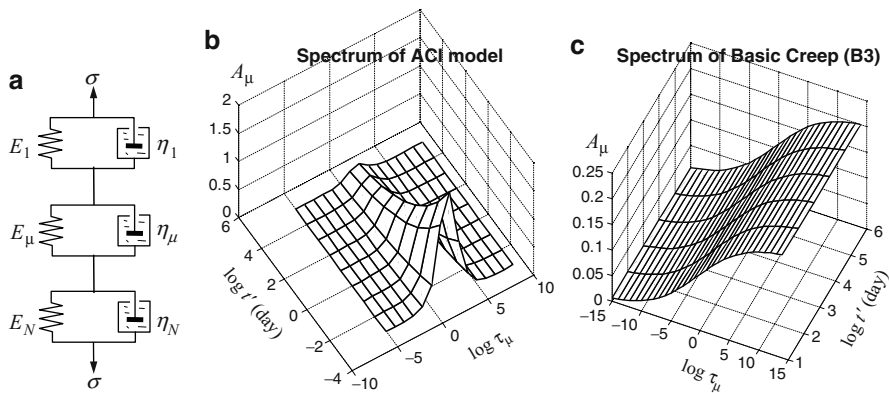 a
σ
E₁
η₁
Eμ
ημ
E_N
η_N
σ
b
Spectrum of ACI model
Aμ
2
1.5
1
0.5
0
6
4
2
0
−2
−4
log t′ (day)
−10
−5
0
5
10
log τμ
c
Spectrum of Basic Creep (B3)
Aμ
0.25
0.2
0.15
0.1
0.05
0
−15
−10
−5
0
5
10
15
log τμ
1
2
3
4
5
6
log t′ (day)